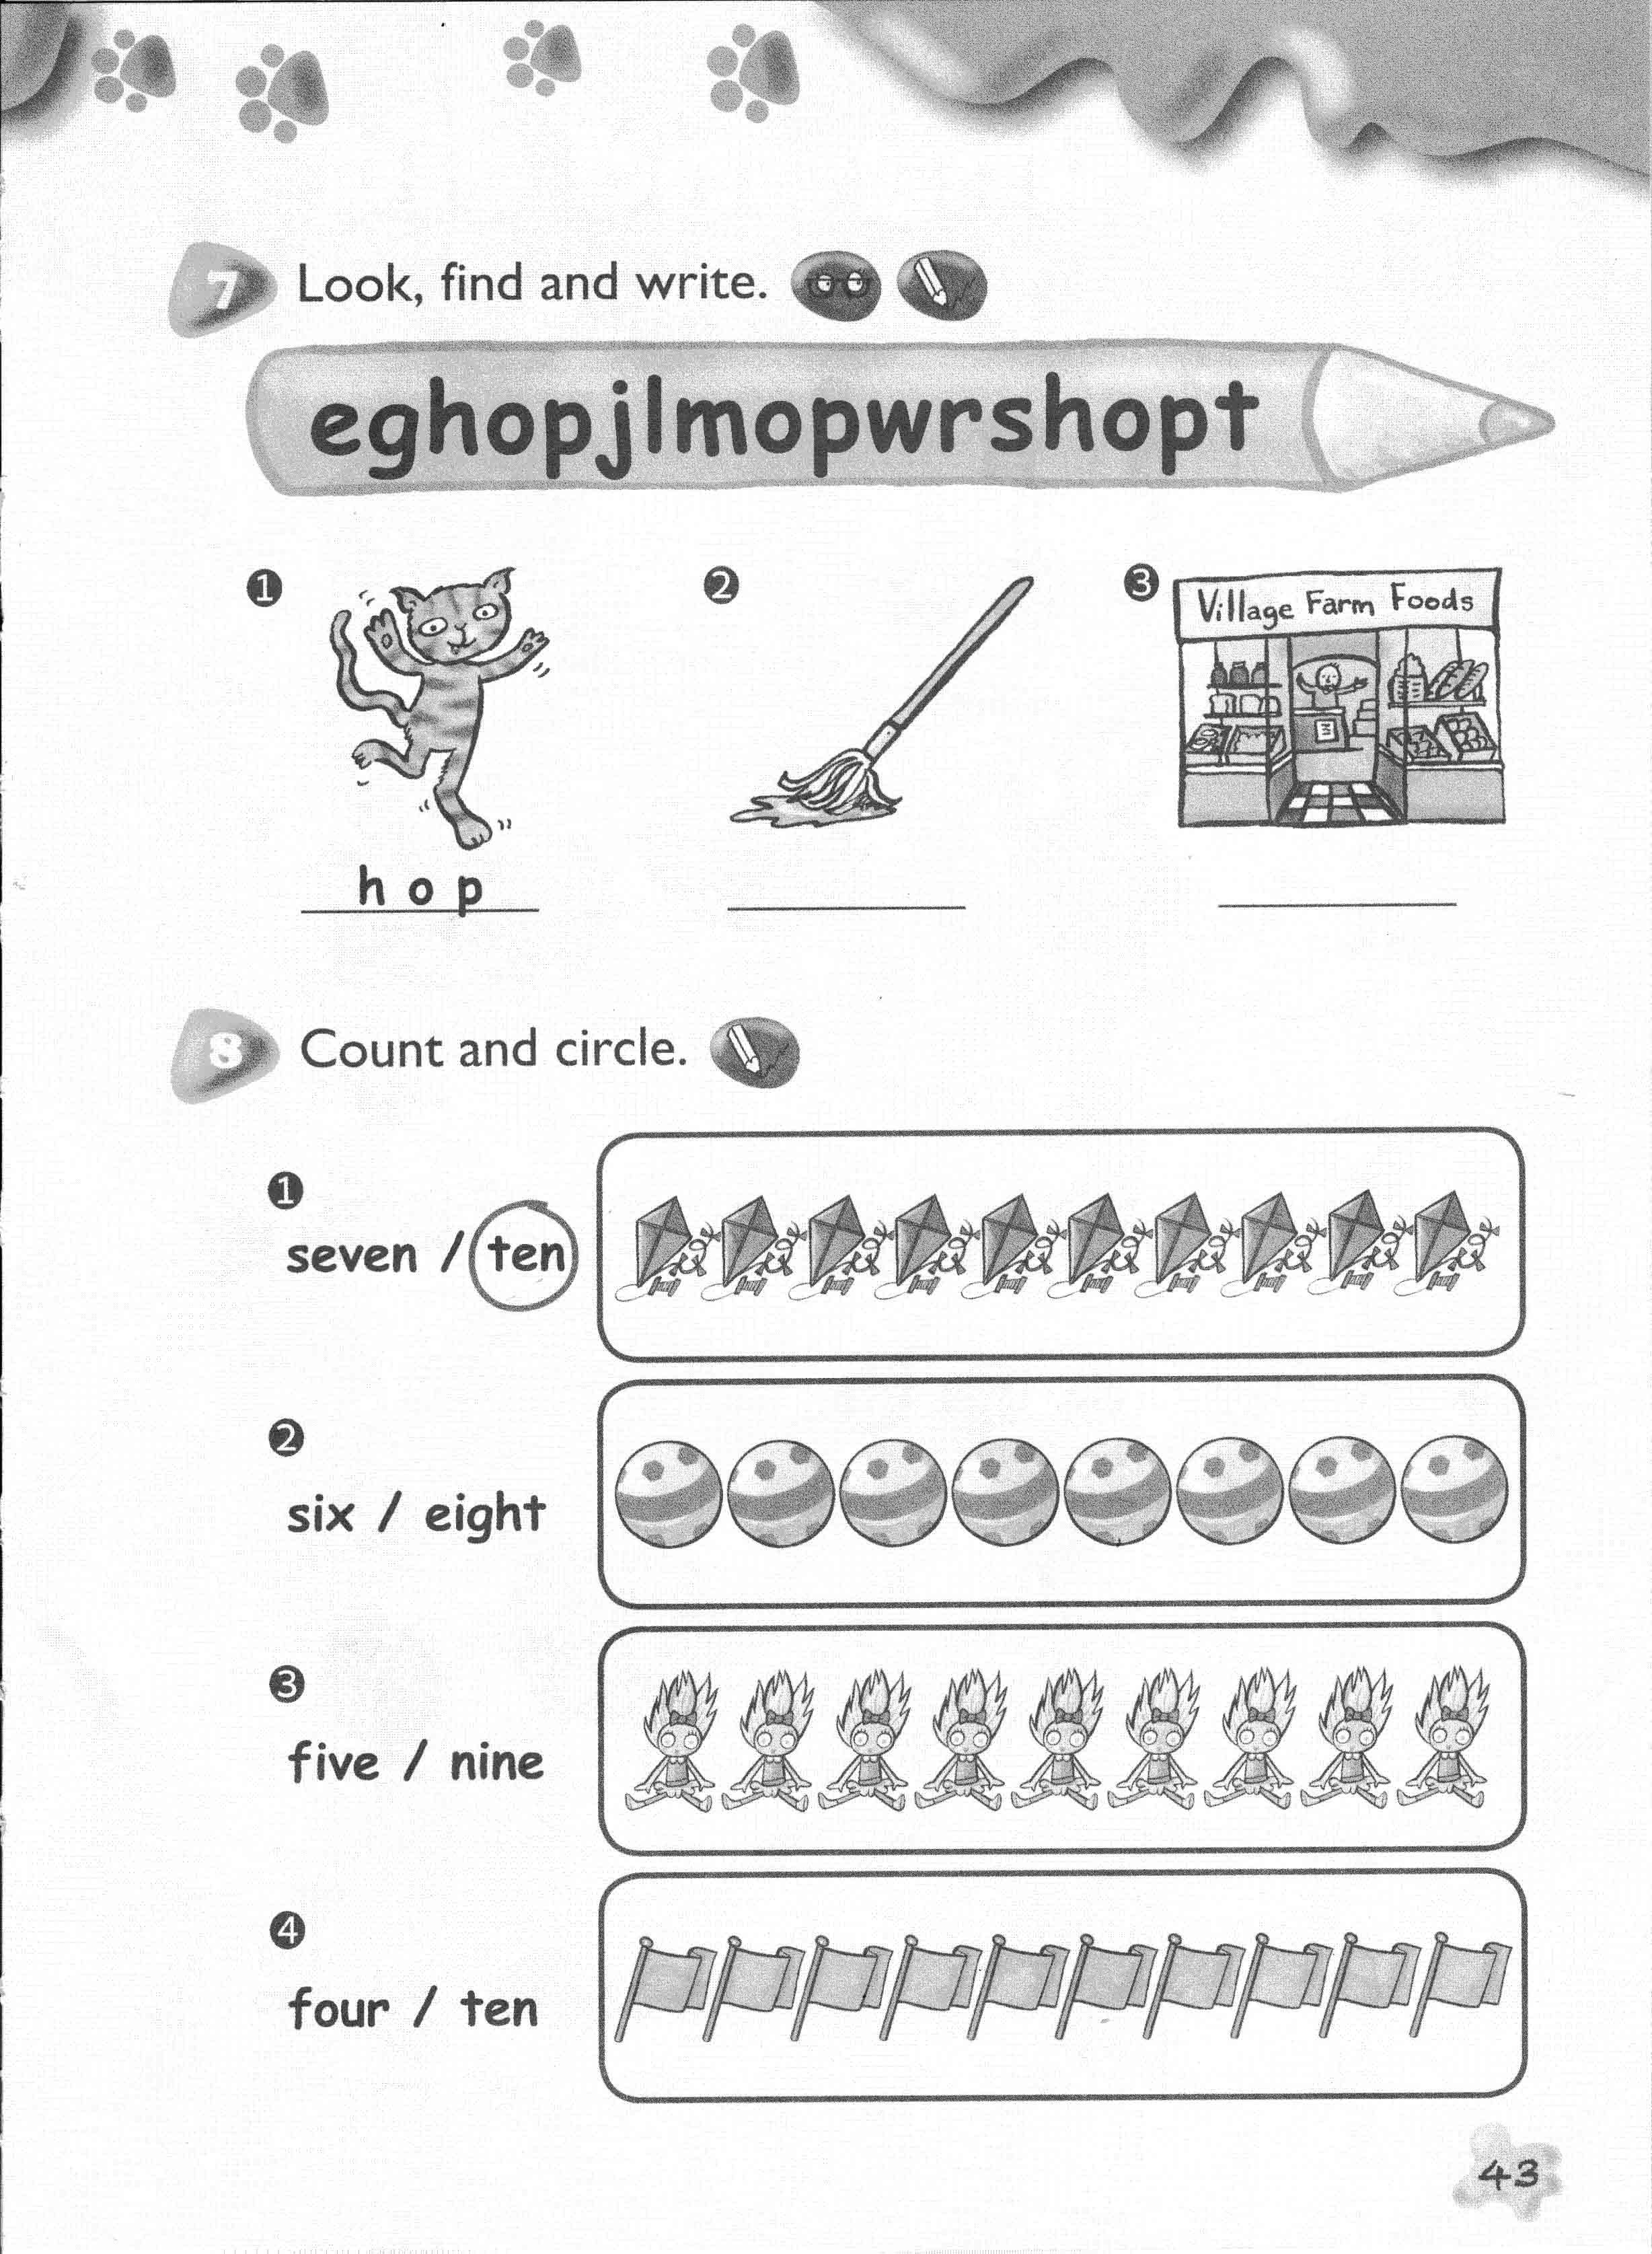 7 Look, find and write.
eghopjlmopwrshopt
1 2 3
Village Farm Foods
h o p
8 Count and circle.
1
seven / ten
2
six / eight
3
five / nine
4
four / ten
43